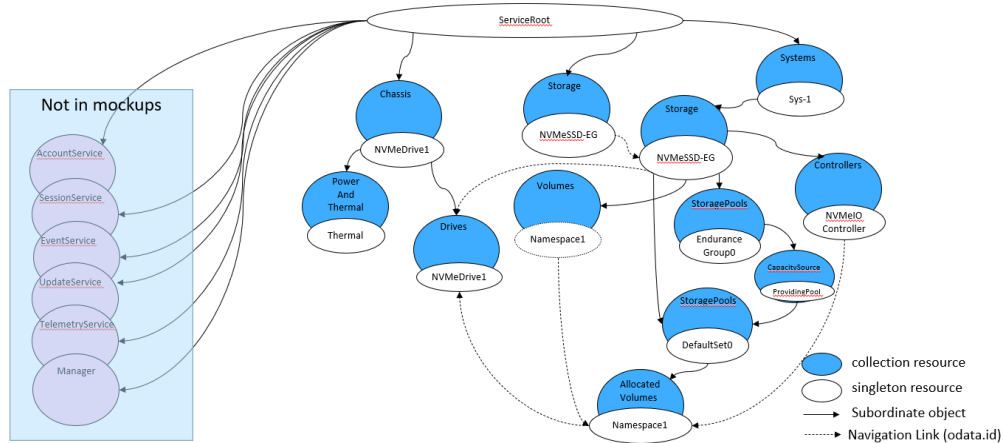 ServiceRoot
Not in mockups
AccountService
SessionService
EventService
UpdateService
TelemetryService
Manager
Chassis
NVMeDrive1
Power
And
Thermal
Thermal
Drives
NVMeDrive1
Storage
NVMeSSD-EG
Volumes
Namespace1
Systems
Sys-1
Storage
NVMeSSD-EG
StoragePools
Endurance
Group0
Controllers
NVMeIO
Controller
CapacitySource
ProvidingPool
StoragePools
DefaultSet0
Allocated
Volumes
Namespace1
collection resource
singleton resource
Subordinate object
Navigation Link (odata.id)